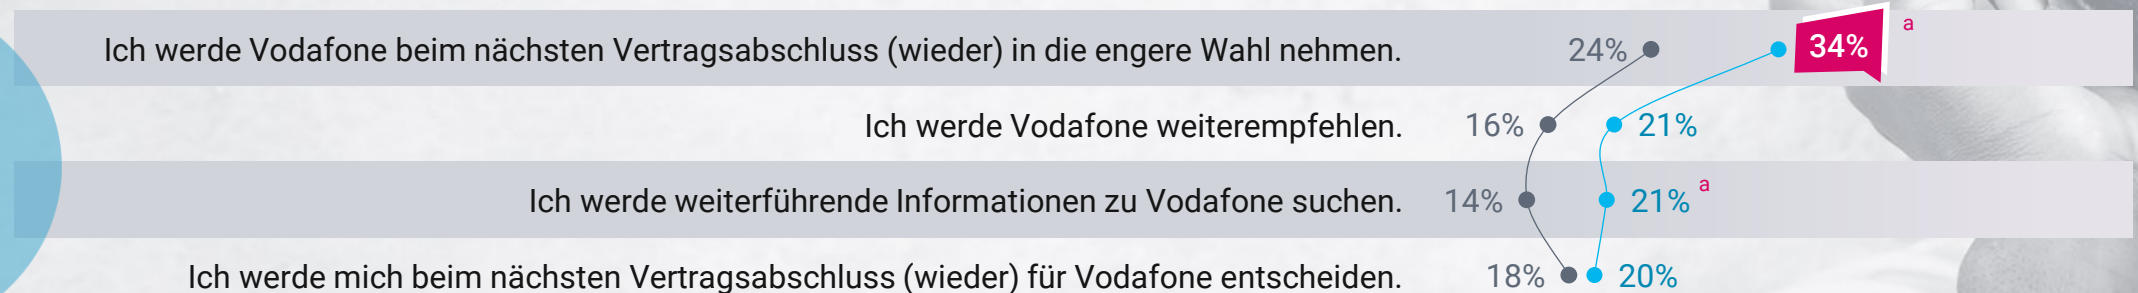 Ich werde Vodafone beim nächsten Vertragsabschluss (wieder) in die engere Wahl nehmen. 24% 34% a
Ich werde Vodafone weiterempfehlen. 16% 21%
Ich werde weiterführende Informationen zu Vodafone suchen. 14% 21% a
Ich werde mich beim nächsten Vertragsabschluss (wieder) für Vodafone entscheiden. 18% 20%